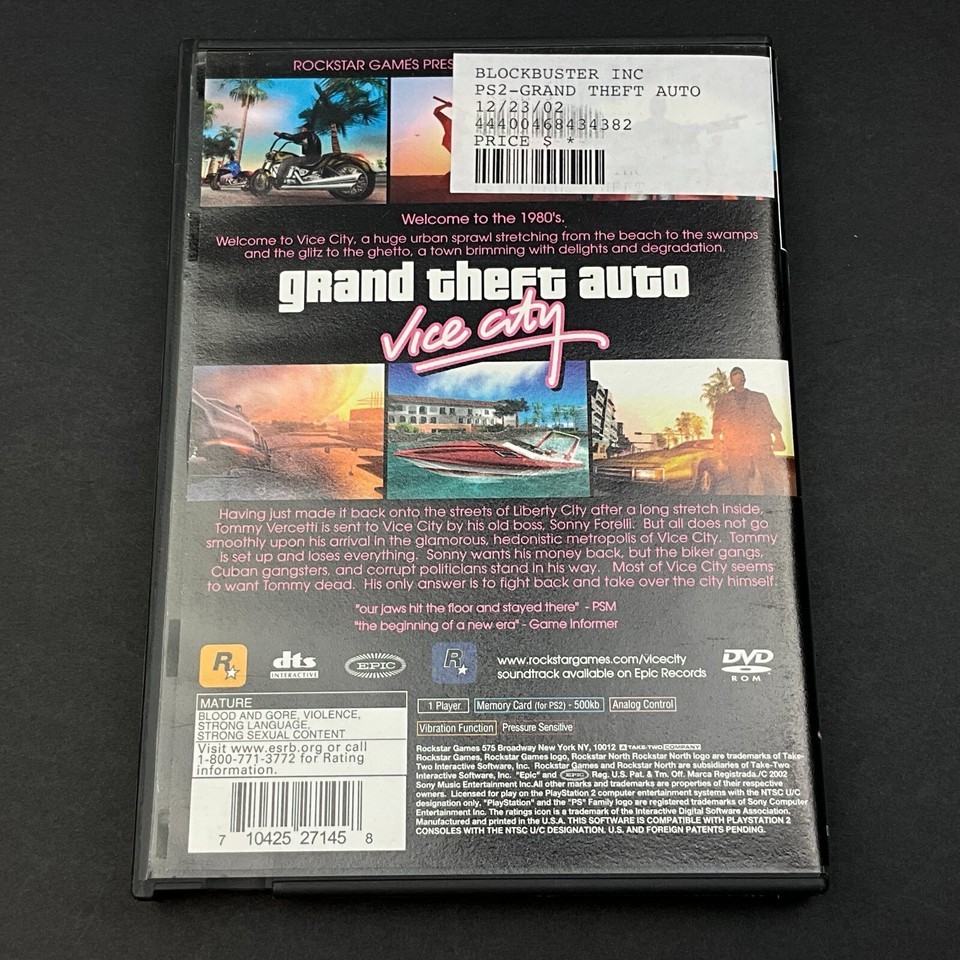 ROCKSTAR GAMES PRES
BLOCKBUSTER INC
PS2-GRAND THEFT AUTO
12/23/02
44400468434382
PRICE $ *
Welcome to the 1980's.
Welcome to Vice City, a huge urban sprawl stretching from the beach to the swamps
and the glitz to the ghetto, a town brimming with delights and degradation.
grand theft auto
Vice City
Having just made it back onto the streets of Liberty City after a long stretch inside,
Tommy Vercetti is sent to Vice City by his old boss, Sonny Forelli. But all does not go
smoothly upon his arrival in the glamorous, hedonistic metropolis of Vice City. Tommy
is set up and loses everything. Sonny wants his money back, but the biker gangs,
Cuban gangsters, and corrupt politicians stand in his way. Most of Vice City seems
to want Tommy dead. His only answer is to fight back and take over the city himself.
"our jaws hit the floor and stayed there" - PSM
"the beginning of a new era" - Game Informer
R
dts
INTERACTIVE
EPIC
R
www.rockstargames.com/vicecity
soundtrack available on Epic Records
DVD
ROM
MATURE
BLOOD AND GORE, VIOLENCE,
STRONG LANGUAGE,
STRONG SEXUAL CONTENT
Visit www.esrb.org or call
1-800-771-3772 for Rating
information.
7 10425 27145 8
1 Player
Memory Card (for PS2) - 500kb
Analog Control
Vibration Function
Pressure Sensitive
Rockstar Games 575 Broadway New York NY, 10012 A TAKE-TWO COMPANY
Rockstar Games, Rockstar Games logo, Rockstar North Rockstar North logo are trademarks of Take-
Two Interactive Software, Inc. Rockstar Games and Rockstar North are subsidiaries of Take-Two
Interactive Software, Inc. "Epic" and EPIC Reg. U.S. Pat. & Tm. Off. Marca Registrada./C 2002
Sony Music Entertainment Inc.All other marks and trademarks are properties of their respective
owners. Licensed for play on the PlayStation 2 computer entertainment systems with the NTSC U/C
designation only. "PlayStation" and the "PS" Family logo are registered trademarks of Sony Computer
Entertainment Inc. The ratings icon is a trademark of the Interactive Digital Software Association.
Manufactured and printed in the U.S.A. THIS SOFTWARE IS COMPATIBLE WITH PLAYSTATION 2
CONSOLES WITH THE NTSC U/C DESIGNATION. U.S. AND FOREIGN PATENTS PENDING.